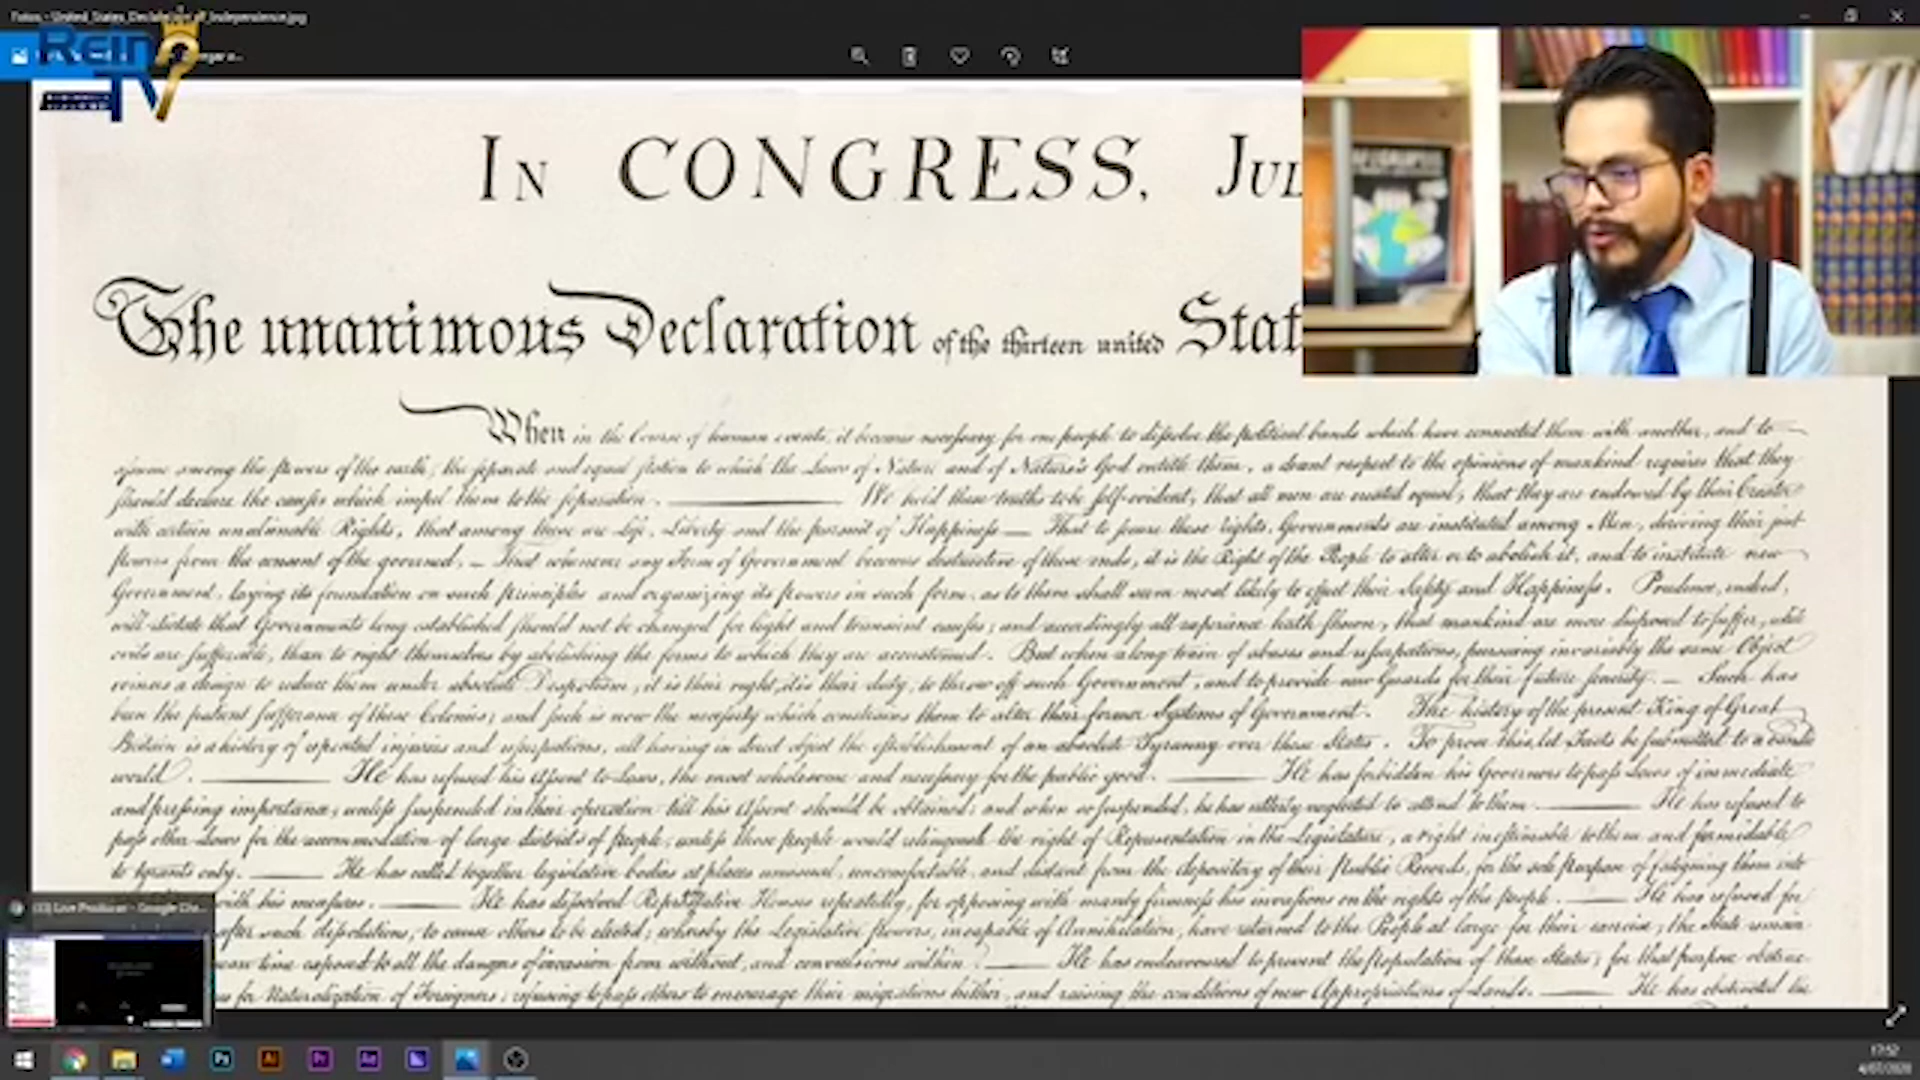 Fotos - United_States_Declaration_of_Independence.jpg
Rein
TV
IN CONGRESS, JUL
The unanimous Declaration of the thirteen united Stat
When in the Course of human events, it becomes necessary for one people to dissolve the political bands which have connected them with another, and to
assume among the powers of the earth, the separate and equal station to which the Laws of Nature and of Nature's God entitle them, a decent respect to the opinions of mankind requires that they
should declare the causes which impel them to the separation. We hold these truths to be self-evident, that all men are created equal, that they are endowed by their Creator
with certain unalienable Rights, that among these are Life, Liberty and the pursuit of Happiness — That to secure these rights, Governments are instituted among Men, deriving their just
powers from the consent of the governed, — That whenever any Form of Government becomes destructive of these ends, it is the Right of the People to alter or to abolish it, and to institute new
Government, laying its foundation on such principles and organizing its powers in such form, as to them shall seem most likely to effect their Safety and Happiness. Prudence, indeed,
will dictate that Governments long established should not be changed for light and transient causes; and accordingly all experience hath shewn, that mankind are more disposed to suffer, while
evils are sufferable, than to right themselves by abolishing the forms to which they are accustomed. But when a long train of abuses and usurpations, pursuing invariably the same Object
evinces a design to reduce them under absolute Despotism, it is their right, it is their duty, to throw off such Government, and to provide new Guards for their future security. — Such has
been the patient sufferance of these Colonies; and such is now the necessity which constrains them to alter their former Systems of Government. The history of the present King of Great
Britain is a history of repeated injuries and usurpations, all having in direct object the establishment of an absolute Tyranny over these States. To prove this, let Facts be submitted to a candid
world. He has refused his Assent to Laws, the most wholesome and necessary for the public good. He has forbidden his Governors to pass Laws of immediate
and pressing importance, unless suspended in their operation till his Assent should be obtained; and when so suspended, he has utterly neglected to attend to them. He has refused to
pass other Laws for the accommodation of large districts of people, unless those people would relinquish the right of Representation in the Legislature, a right inestimable to them and formidable
to tyrants only. He has called together legislative bodies at places unusual, uncomfortable, and distant from the depository of their Public Records, for the sole purpose of fatiguing them into
with his measures. He has dissolved Representative Houses repeatedly, for opposing with manly firmness his invasions on the rights of the people. He has refused for
after such dissolutions, to cause others to be elected; whereby the Legislative powers, incapable of Annihilation, have returned to the People at large for their exercise; the State remain
mean time exposed to all the dangers of invasion from without, and convulsions within. He has endeavoured to prevent the population of these States; for that purpose obstruc
for Naturalization of Foreigners; refusing to pass others to encourage their migrations hither, and raising the conditions of new Appropriations of Lands. He has obstructed the
Live Producer - Google Ch...
Ps
Ai
Pr
Ae
17:52
4/07/2020